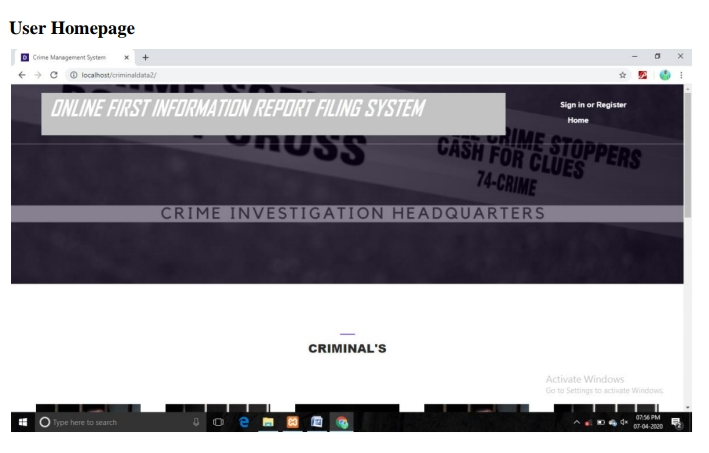 User Homepage
D Crime Management System × +
localhost/criminaldata2/
ONLINE FIRST INFORMATION REPORT FILING SYSTEM
Sign in or Register
Home
CROSS
CRIME STOPPERS
CASH FOR CLUES
74-CRIME
CRIME INVESTIGATION HEADQUARTERS
CRIMINAL'S
Activate Windows
Go to Settings to activate Windows.
Type here to search
07:56 PM
07-04-2020
2